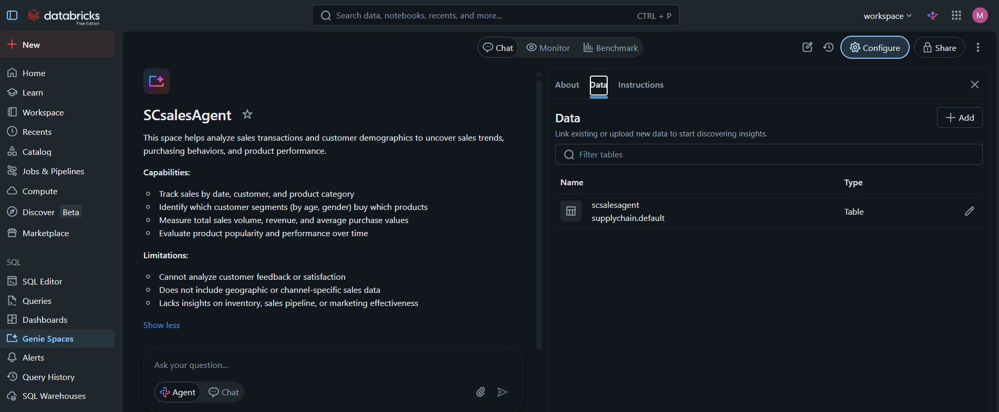 databricks
Free Edition
Search data, notebooks, recents, and more...
CTRL + P
workspace
M
New
Home
Learn
Workspace
Recents
Catalog
Jobs & Pipelines
Compute
Discover Beta
Marketplace
SQL
SQL Editor
Queries
Dashboards
Genie Spaces
Alerts
Query History
SQL Warehouses
Chat
Monitor
Benchmark
Configure
Share
SCsalesAgent
This space helps analyze sales transactions and customer demographics to uncover sales trends,
purchasing behaviors, and product performance.
Capabilities:
Track sales by date, customer, and product category
Identify which customer segments (by age, gender) buy which products
Measure total sales volume, revenue, and average purchase values
Evaluate product popularity and performance over time
Limitations:
Cannot analyze customer feedback or satisfaction
Does not include geographic or channel-specific sales data
Lacks insights on inventory, sales pipeline, or marketing effectiveness
Show less
Ask your question...
Agent
Chat
About
Data
Instructions
Data
Add
Link existing or upload new data to start discovering insights.
Filter tables
Name
Type
scsalesagent
supplychain.default
Table